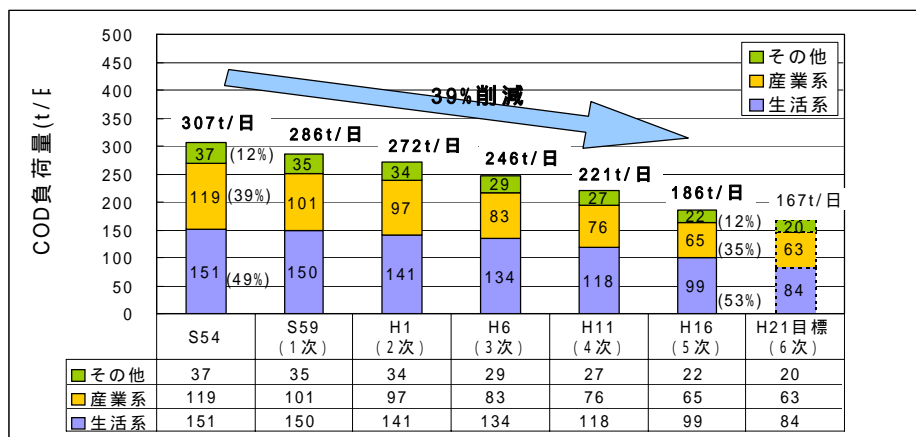 COD負荷量(t/日
500
450
400
350
300
250
200
150
100
50
0
その他
産業系
生活系
39%削減
307t/日 286t/日 272t/日 246t/日 221t/日 186t/日 167t/日
37 (12%) 35 34 29 27 22 (12%) 20
119 (39%) 101 97 83 76 65 (35%) 63
151 (49%) 150 141 134 118 99 (53%) 84
S54 S59 H1 H6 H11 H16 H21目標
(1次) (2次) (3次) (4次) (5次) (6次)
その他 37 35 34 29 27 22 20
産業系 119 101 97 83 76 65 63
生活系 151 150 141 134 118 99 84